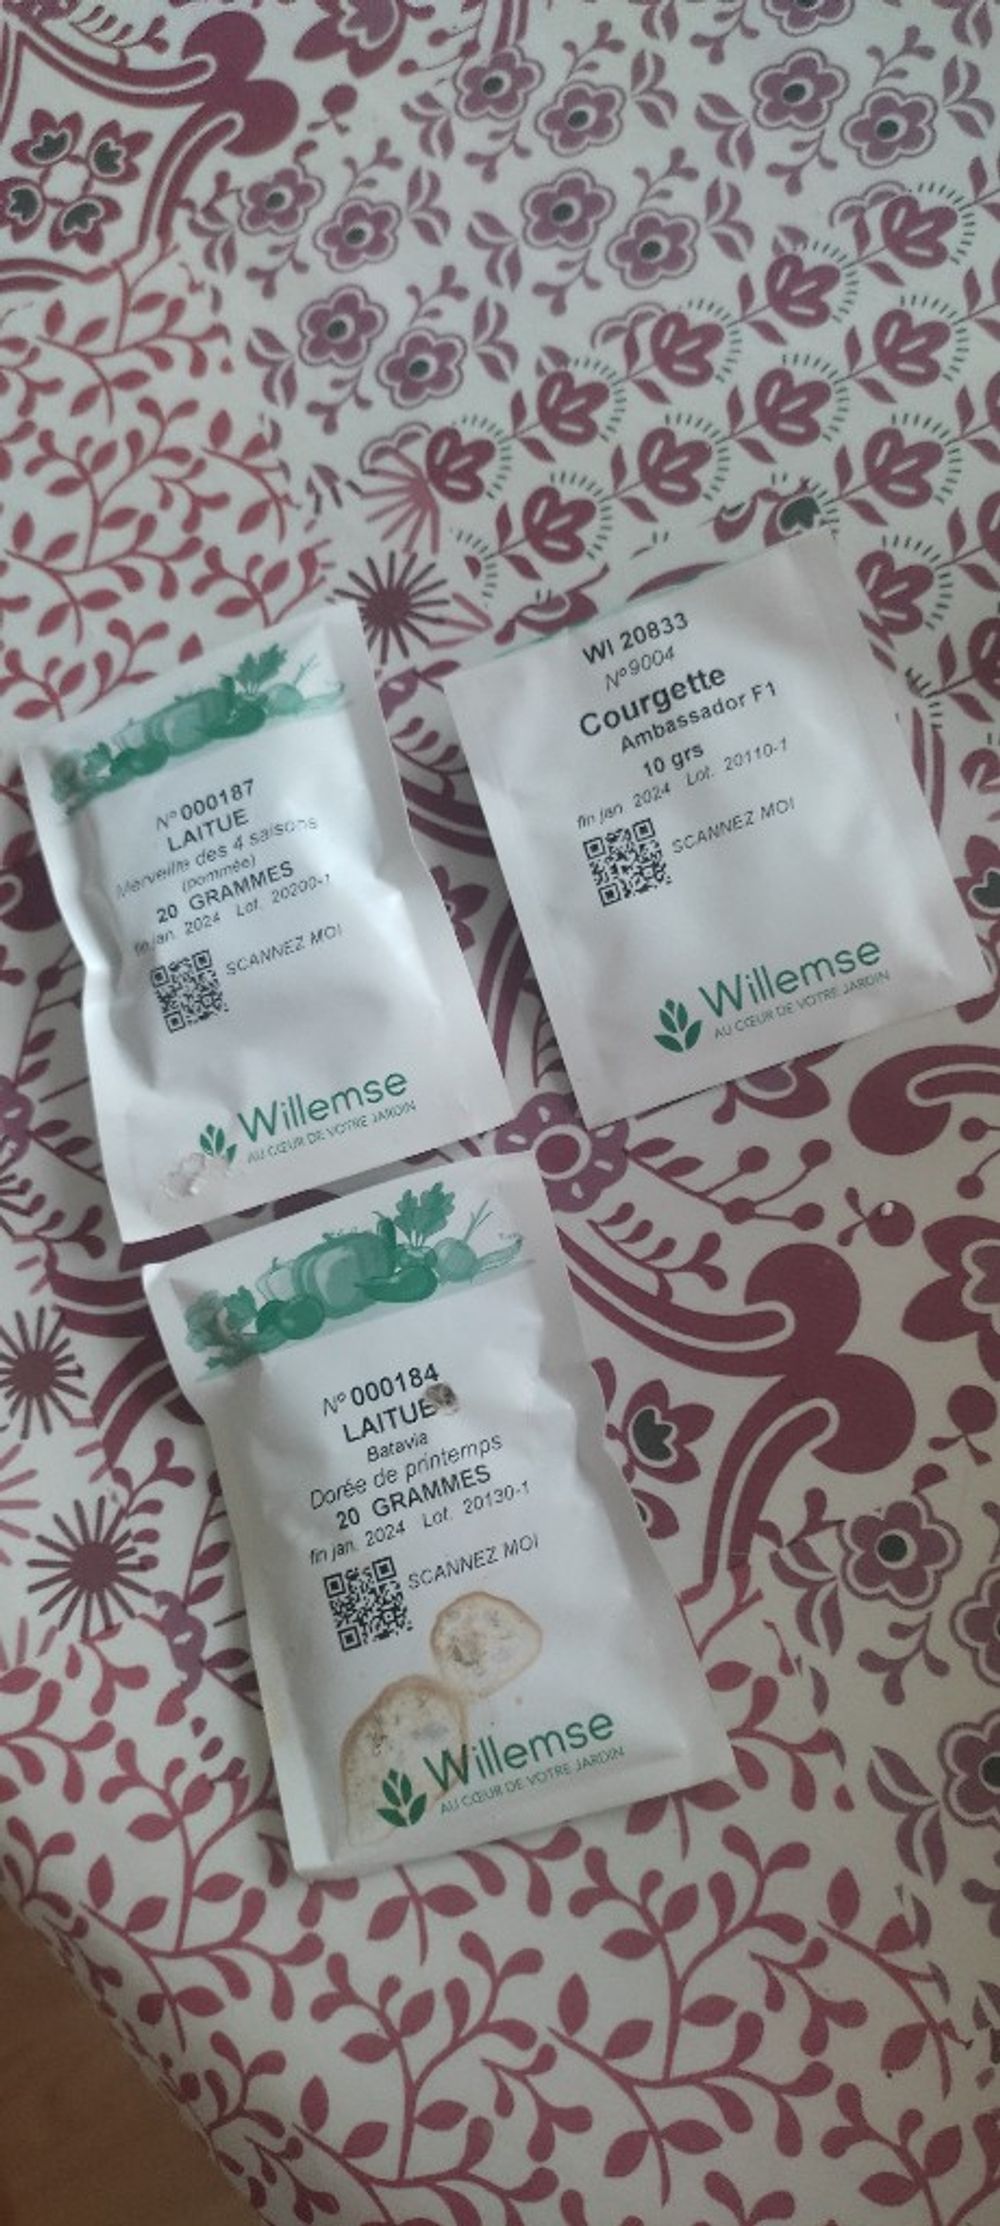 N° 000187
LAITUE
Merveille des 4 saisons
(pommée)
20 GRAMMES
fin jan. 2024 Lot. 20200-1
SCANNEZ MOI
Willemse
AU CŒUR DE VOTRE JARDIN
WI 20833
N° 9004
Courgette
Ambassador F1
10 grs
fin jan. 2024 Lot. 20110-1
SCANNEZ MOI
Willemse
AU CŒUR DE VOTRE JARDIN
N° 000184
LAITUE
Batavia
Dorée de printemps
20 GRAMMES
fin jan. 2024 Lot. 20130-1
SCANNEZ MOI
Willemse
AU CŒUR DE VOTRE JARDIN